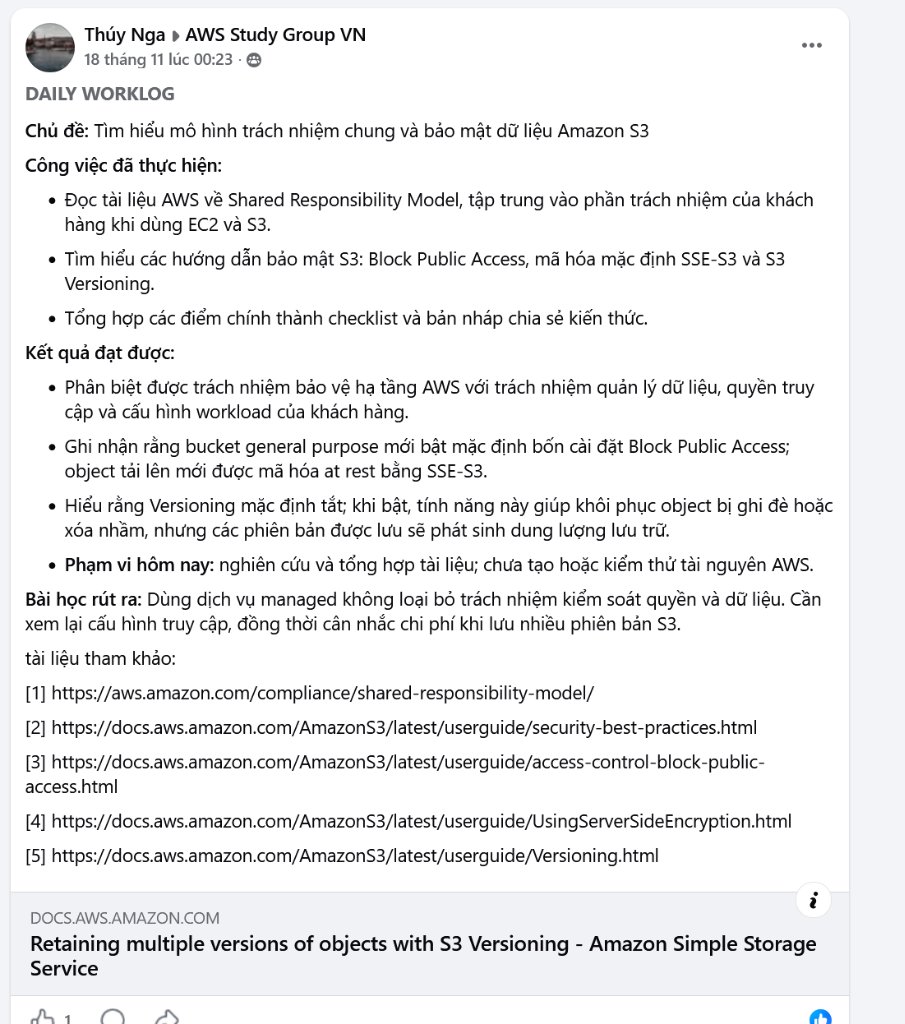 Thúy Nga ▸ AWS Study Group VN
18 tháng 11 lúc 00:23 ·
DAILY WORKLOG
Chủ đề: Tìm hiểu mô hình trách nhiệm chung và bảo mật dữ liệu Amazon S3
Công việc đã thực hiện:
• Đọc tài liệu AWS về Shared Responsibility Model, tập trung vào phần trách nhiệm của khách
hàng khi dùng EC2 và S3.
• Tìm hiểu các hướng dẫn bảo mật S3: Block Public Access, mã hóa mặc định SSE-S3 và S3
Versioning.
• Tổng hợp các điểm chính thành checklist và bản nháp chia sẻ kiến thức.
Kết quả đạt được:
• Phân biệt được trách nhiệm bảo vệ hạ tầng AWS với trách nhiệm quản lý dữ liệu, quyền truy
cập và cấu hình workload của khách hàng.
• Ghi nhận rằng bucket general purpose mới bật mặc định bốn cài đặt Block Public Access;
object tải lên mới được mã hóa at rest bằng SSE-S3.
• Hiểu rằng Versioning mặc định tắt; khi bật, tính năng này giúp khôi phục object bị ghi đè hoặc
xóa nhầm, nhưng các phiên bản được lưu sẽ phát sinh dung lượng lưu trữ.
• Phạm vi hôm nay: nghiên cứu và tổng hợp tài liệu; chưa tạo hoặc kiểm thử tài nguyên AWS.
Bài học rút ra: Dùng dịch vụ managed không loại bỏ trách nhiệm kiểm soát quyền và dữ liệu. Cần
xem lại cấu hình truy cập, đồng thời cân nhắc chi phí khi lưu nhiều phiên bản S3.
tài liệu tham khảo:
[1] https://aws.amazon.com/compliance/shared-responsibility-model/
[2] https://docs.aws.amazon.com/AmazonS3/latest/userguide/security-best-practices.html
[3] https://docs.aws.amazon.com/AmazonS3/latest/userguide/access-control-block-public-
access.html
[4] https://docs.aws.amazon.com/AmazonS3/latest/userguide/UsingServerSideEncryption.html
[5] https://docs.aws.amazon.com/AmazonS3/latest/userguide/Versioning.html
DOCS.AWS.AMAZON.COM
Retaining multiple versions of objects with S3 Versioning - Amazon Simple Storage
Service
1